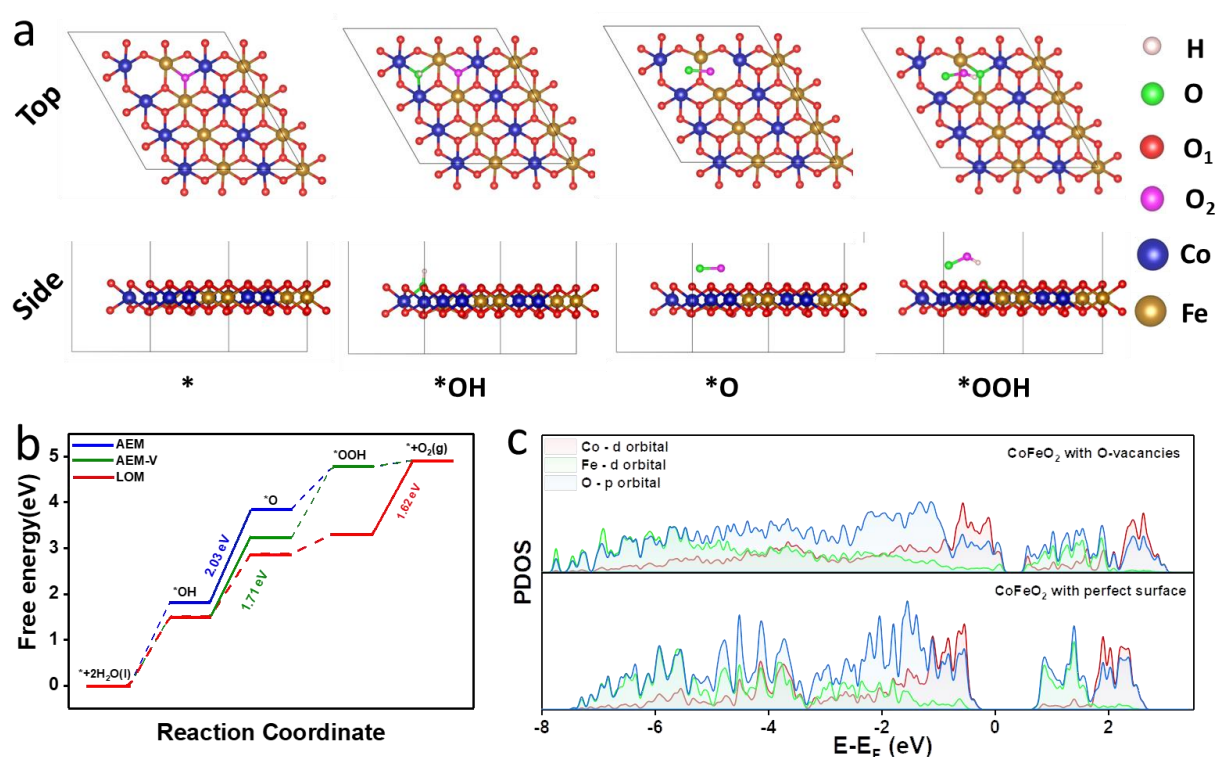 a
Top
Side
*
*OH
*O
*OOH
H
O
O₁
O₂
Co
Fe
b
AEM
AEM-V
LOM
Free energy(eV)
5
4
3
2
1
0
*+2H₂O(l)
*OH
*O
*OOH
*+O₂(g)
2.03 eV
1.71 eV
1.62 eV
Reaction Coordinate
c
Co - d orbital
Fe - d orbital
O - p orbital
CoFeO₂ with O-vacancies
CoFeO₂ with perfect surface
PDOS
-8 -6 -4 -2 0 2
E-E_F (eV)